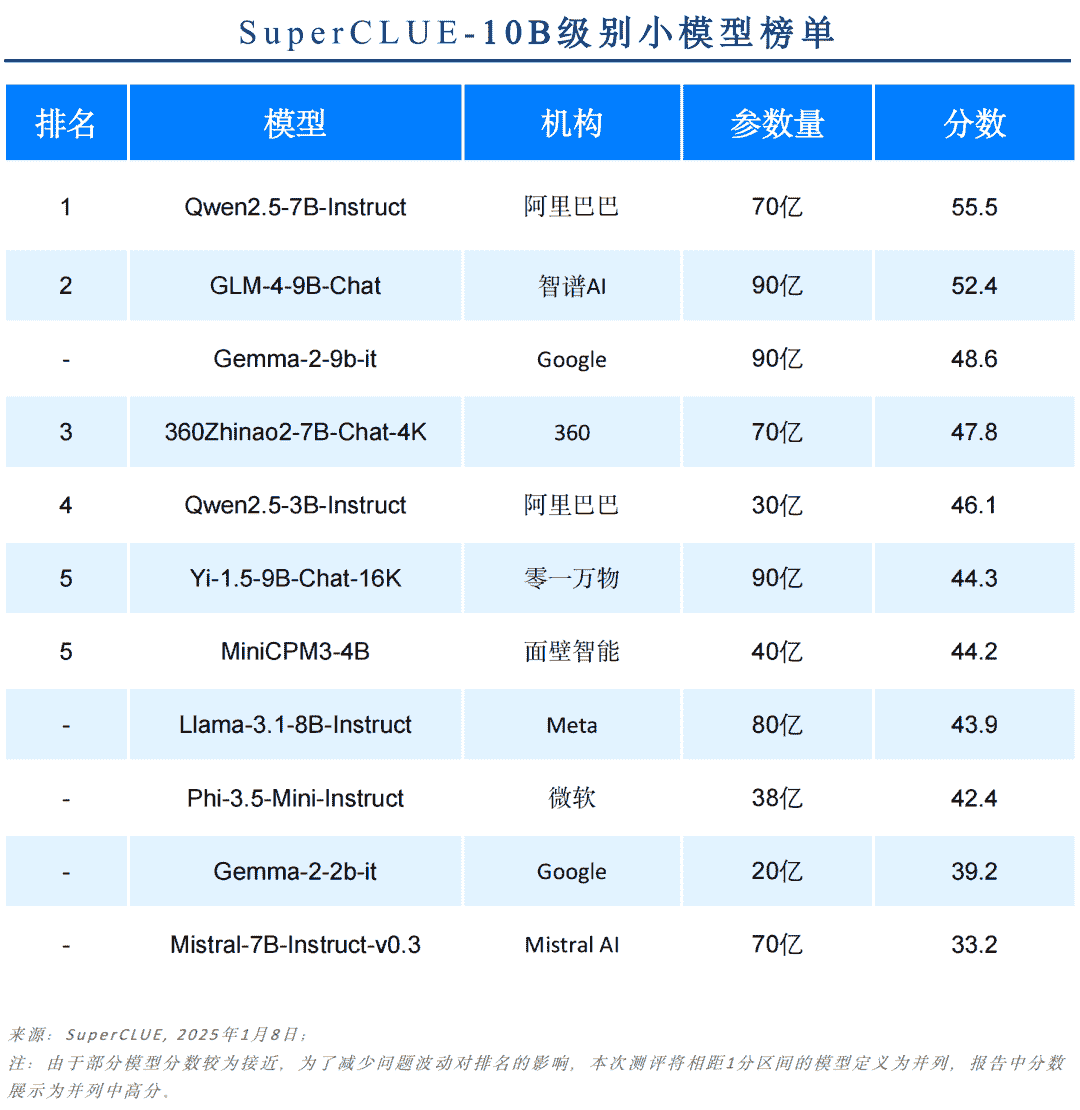 SuperCLUE-10B级别小模型榜单
排名 模型 机构 参数量 分数
1 Qwen2.5-7B-Instruct 阿里巴巴 70亿 55.5
2 GLM-4-9B-Chat 智谱AI 90亿 52.4
- Gemma-2-9b-it Google 90亿 48.6
3 360Zhinao2-7B-Chat-4K 360 70亿 47.8
4 Qwen2.5-3B-Instruct 阿里巴巴 30亿 46.1
5 Yi-1.5-9B-Chat-16K 零一万物 90亿 44.3
5 MiniCPM3-4B 面壁智能 40亿 44.2
- Llama-3.1-8B-Instruct Meta 80亿 43.9
- Phi-3.5-Mini-Instruct 微软 38亿 42.4
- Gemma-2-2b-it Google 20亿 39.2
- Mistral-7B-Instruct-v0.3 Mistral AI 70亿 33.2
来源：SuperCLUE, 2025年1月8日；
注：由于部分模型分数较为接近，为了减少问题波动对排名的影响，本次测评将相距1分区间的模型定义为并列，报告中分数
展示为并列中高分。